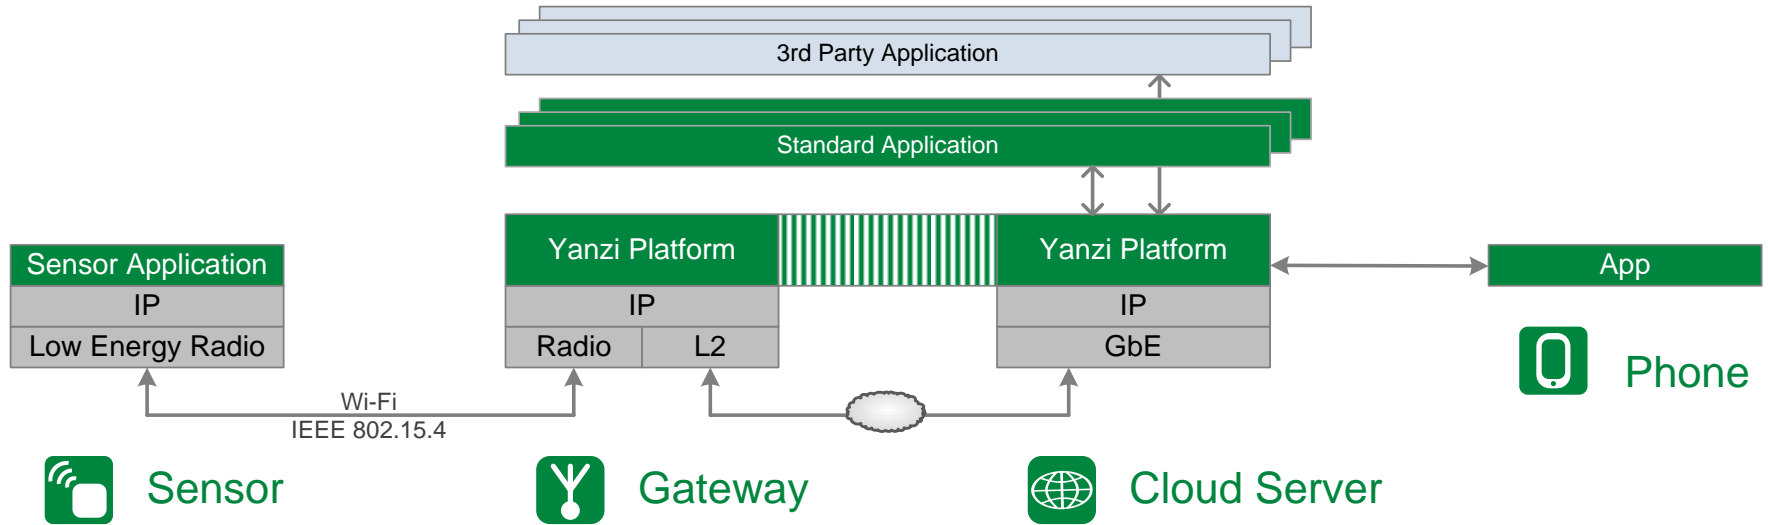 3rd Party Application
Standard Application
Yanzi Platform
Yanzi Platform
Sensor Application
App
IP
IP
IP
Low Energy Radio
Radio
L2
GbE
Wi-Fi
IEEE 802.15.4
Phone
Sensor
Gateway
Cloud Server